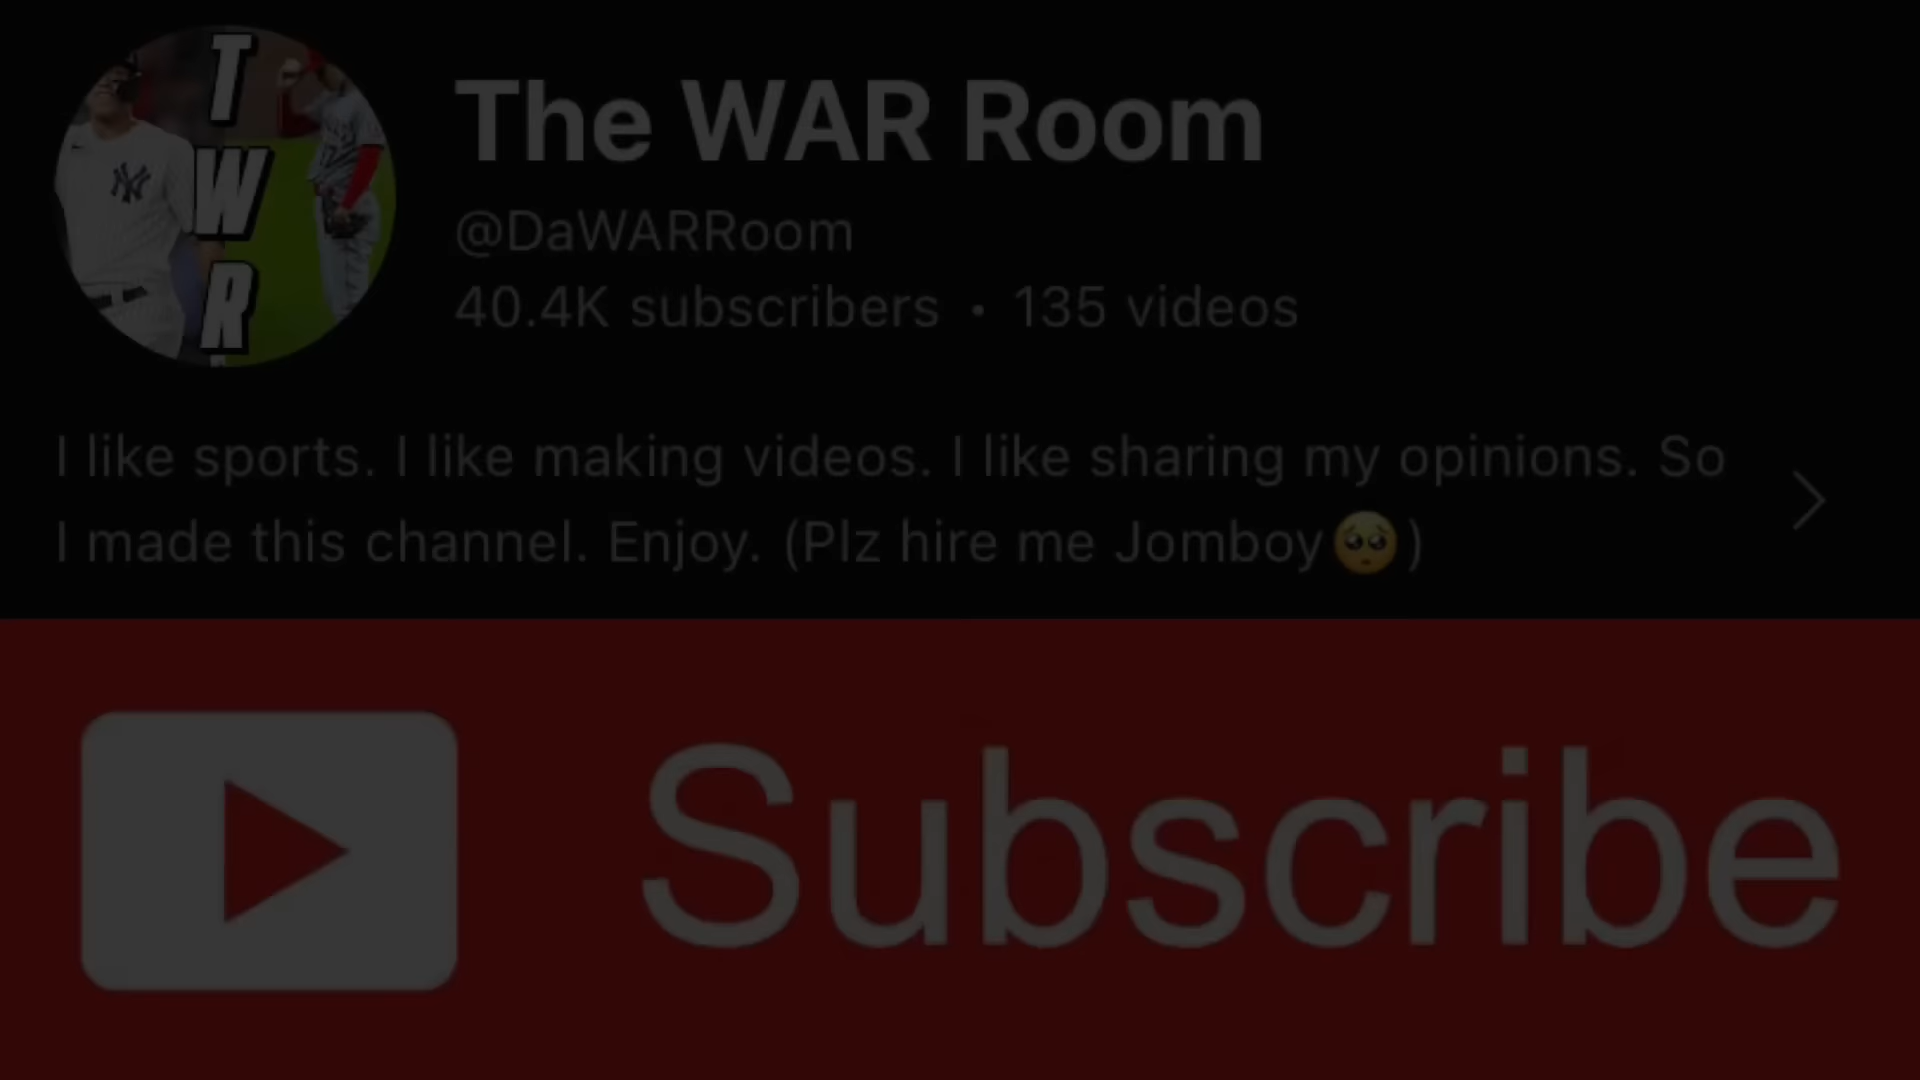 T
W
R
The WAR Room
@DaWARRoom
40.4K subscribers • 135 videos
I like sports. I like making videos. I like sharing my opinions. So
I made this channel. Enjoy. (Plz hire me Jomboy🥺)
Subscribe